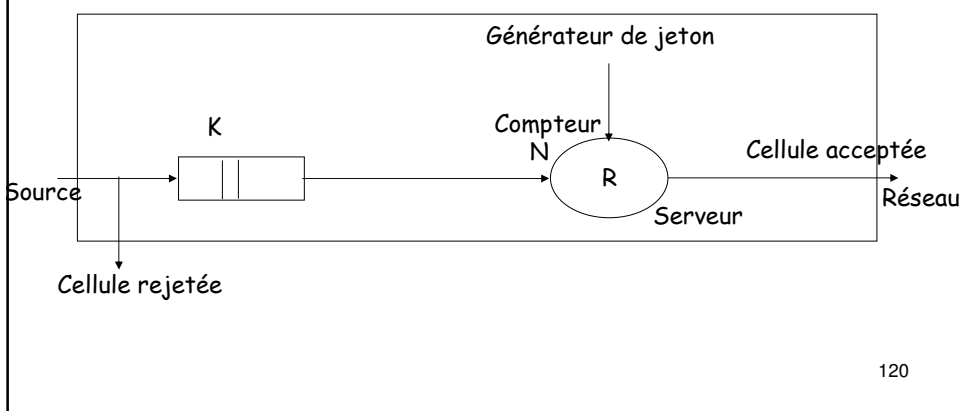 Générateur de jeton
K
Compteur
N
Cellule acceptée
Source
R
Réseau
Serveur
Cellule rejetée
120